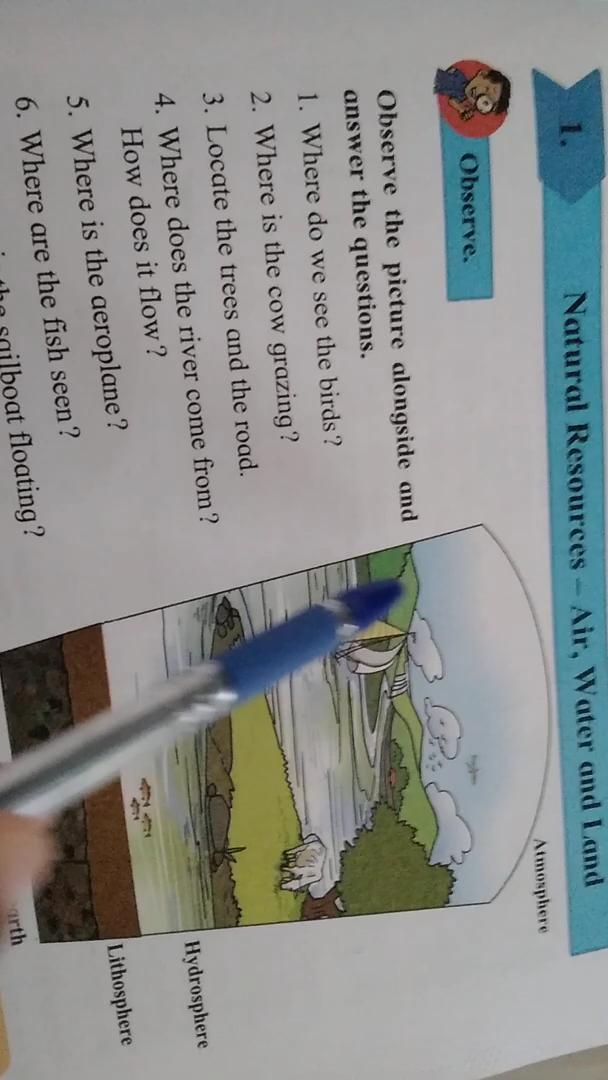 1.
Natural Resources – Air, Water and Land
Observe.
Observe the picture alongside and
answer the questions.
1. Where do we see the birds?
2. Where is the cow grazing?
3. Locate the trees and the road.
4. Where does the river come from?
How does it flow?
5. Where is the aeroplane?
6. Where are the fish seen?
the sailboat floating?
Atmosphere
Hydrosphere
Lithosphere